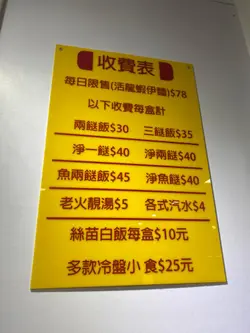 收費表
每日限售(活龍蝦伊麵)$78
以下收費每盒計
兩餸飯$30 三餸飯$35
淨一餸$40 淨兩餸$40
魚兩餸飯$45 淨魚餸$40
老火靚湯$5 各式汽水$4
絲苗白飯每盒$10元
多款冷盤小食$25元